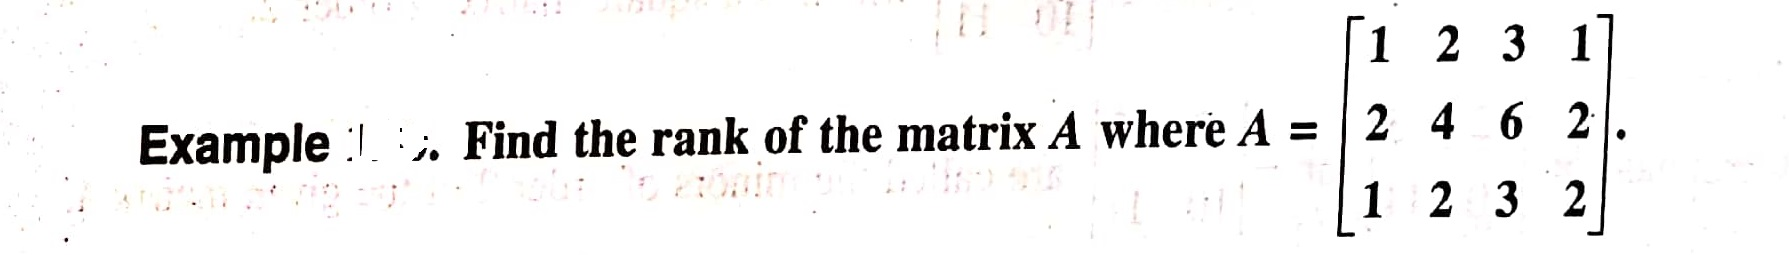 1 2 3 1
Example . Find the rank of the matrix A where A = 2 4 6 2 .
1 2 3 2